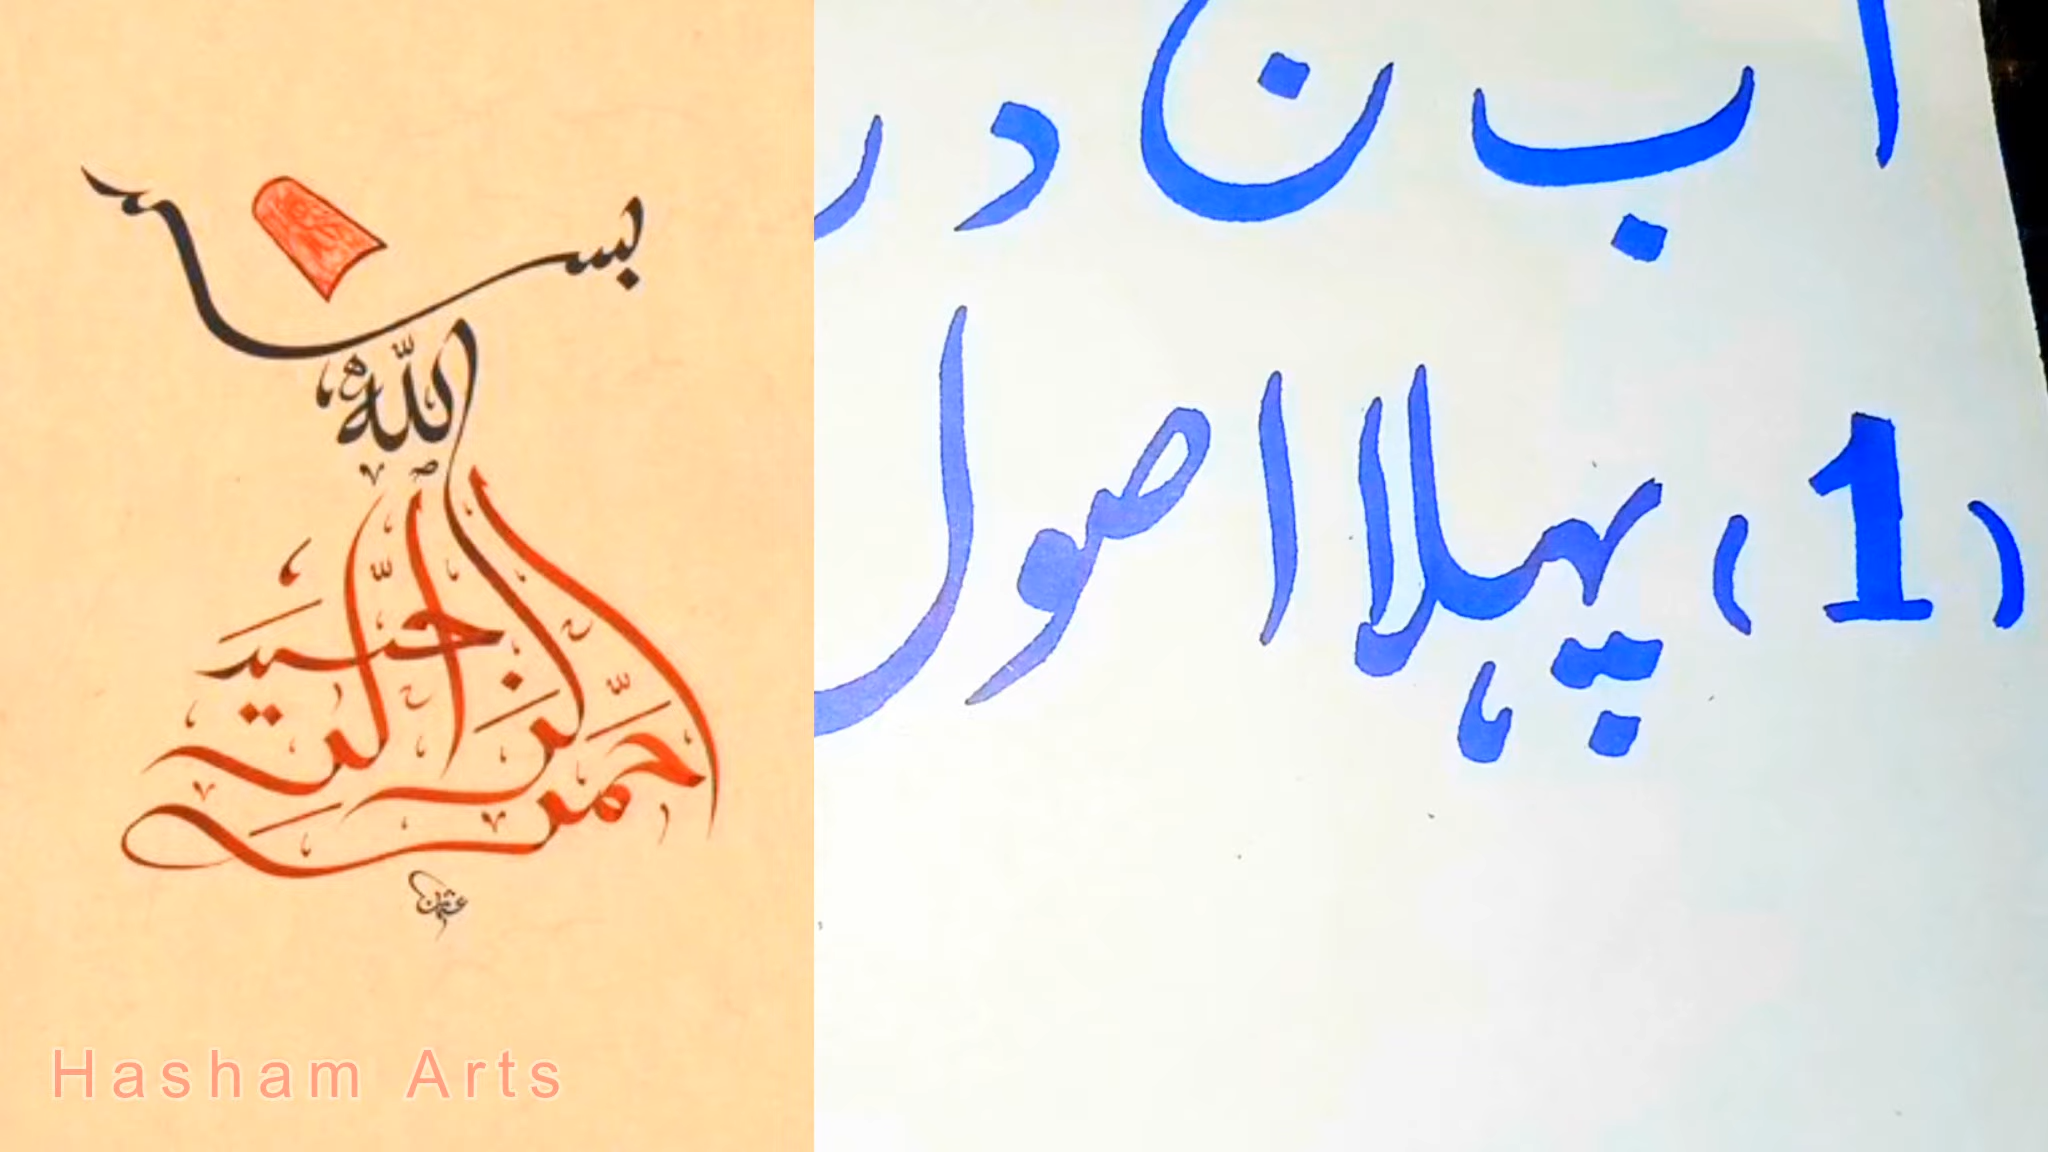 بسم
الله
الرحمن
الرحيم
Hasham Arts
ا ب ن د ر
(1) پہلا اصول